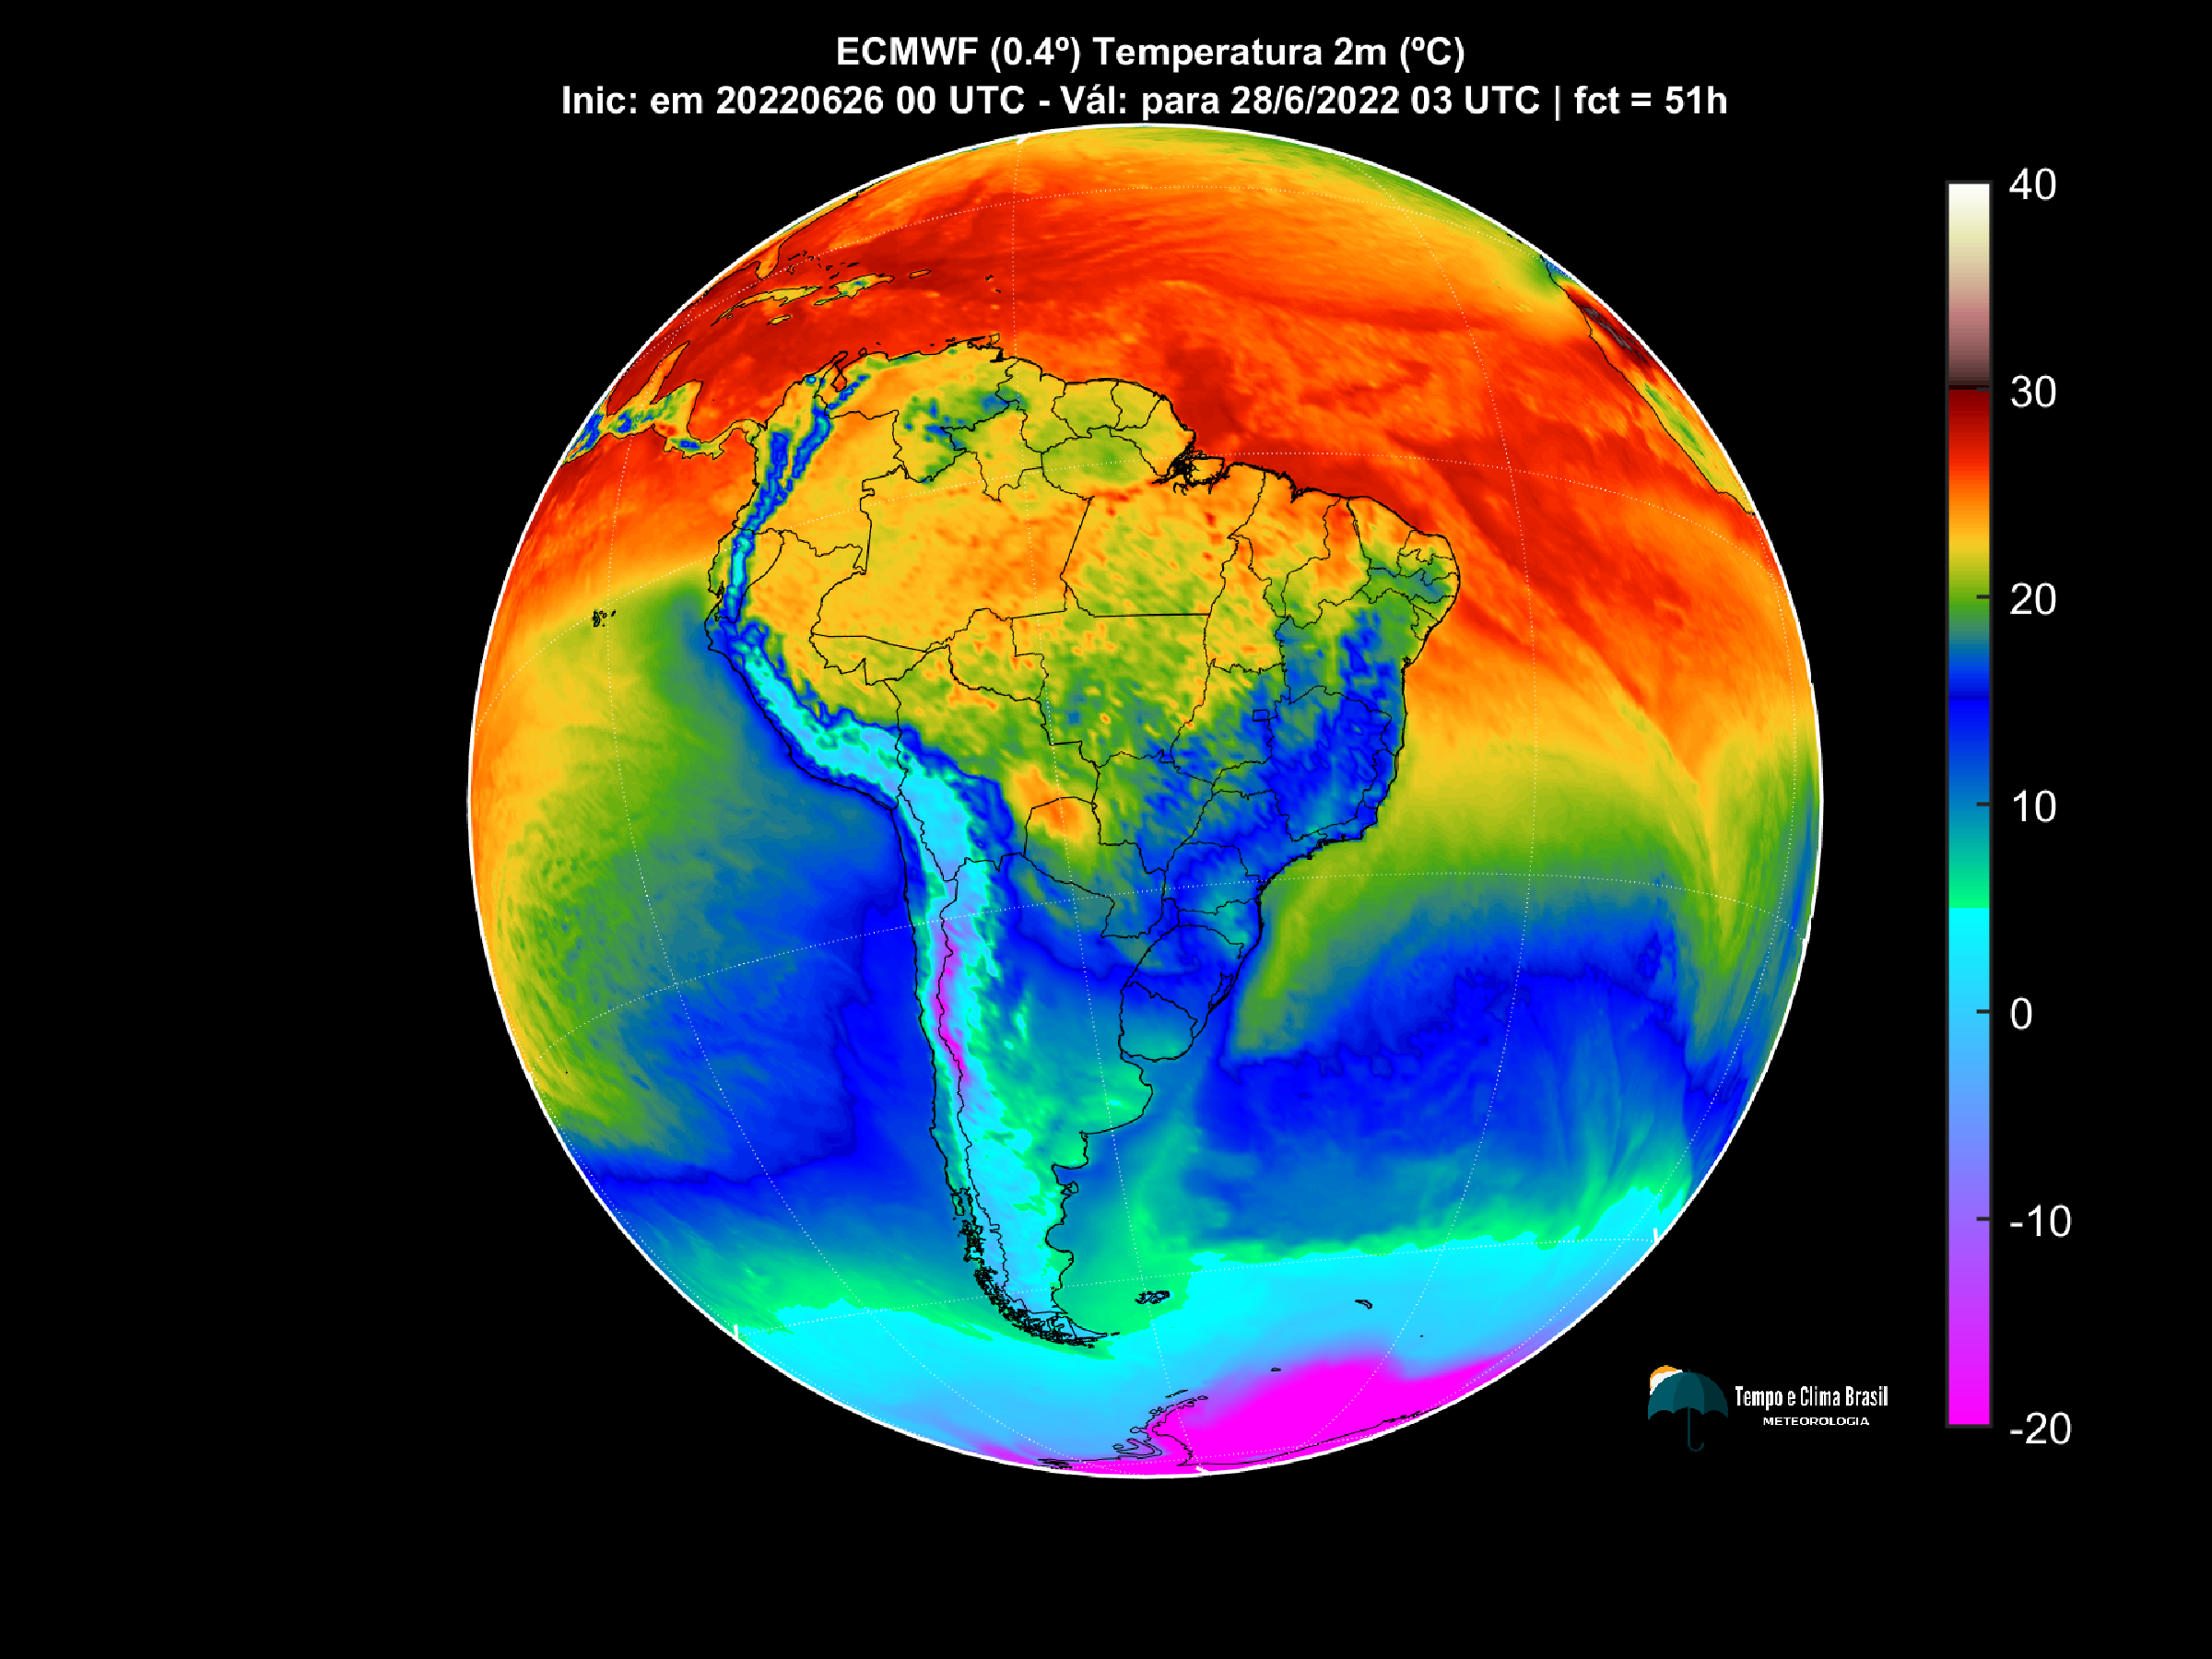 ECMWF (0.4º) Temperatura 2m (ºC)
Inic: em 20220626 00 UTC - Vál: para 28/6/2022 03 UTC | fct = 51h
40
30
20
10
0
-10
-20
Tempo e Clima Brasil
METEOROLOGIA